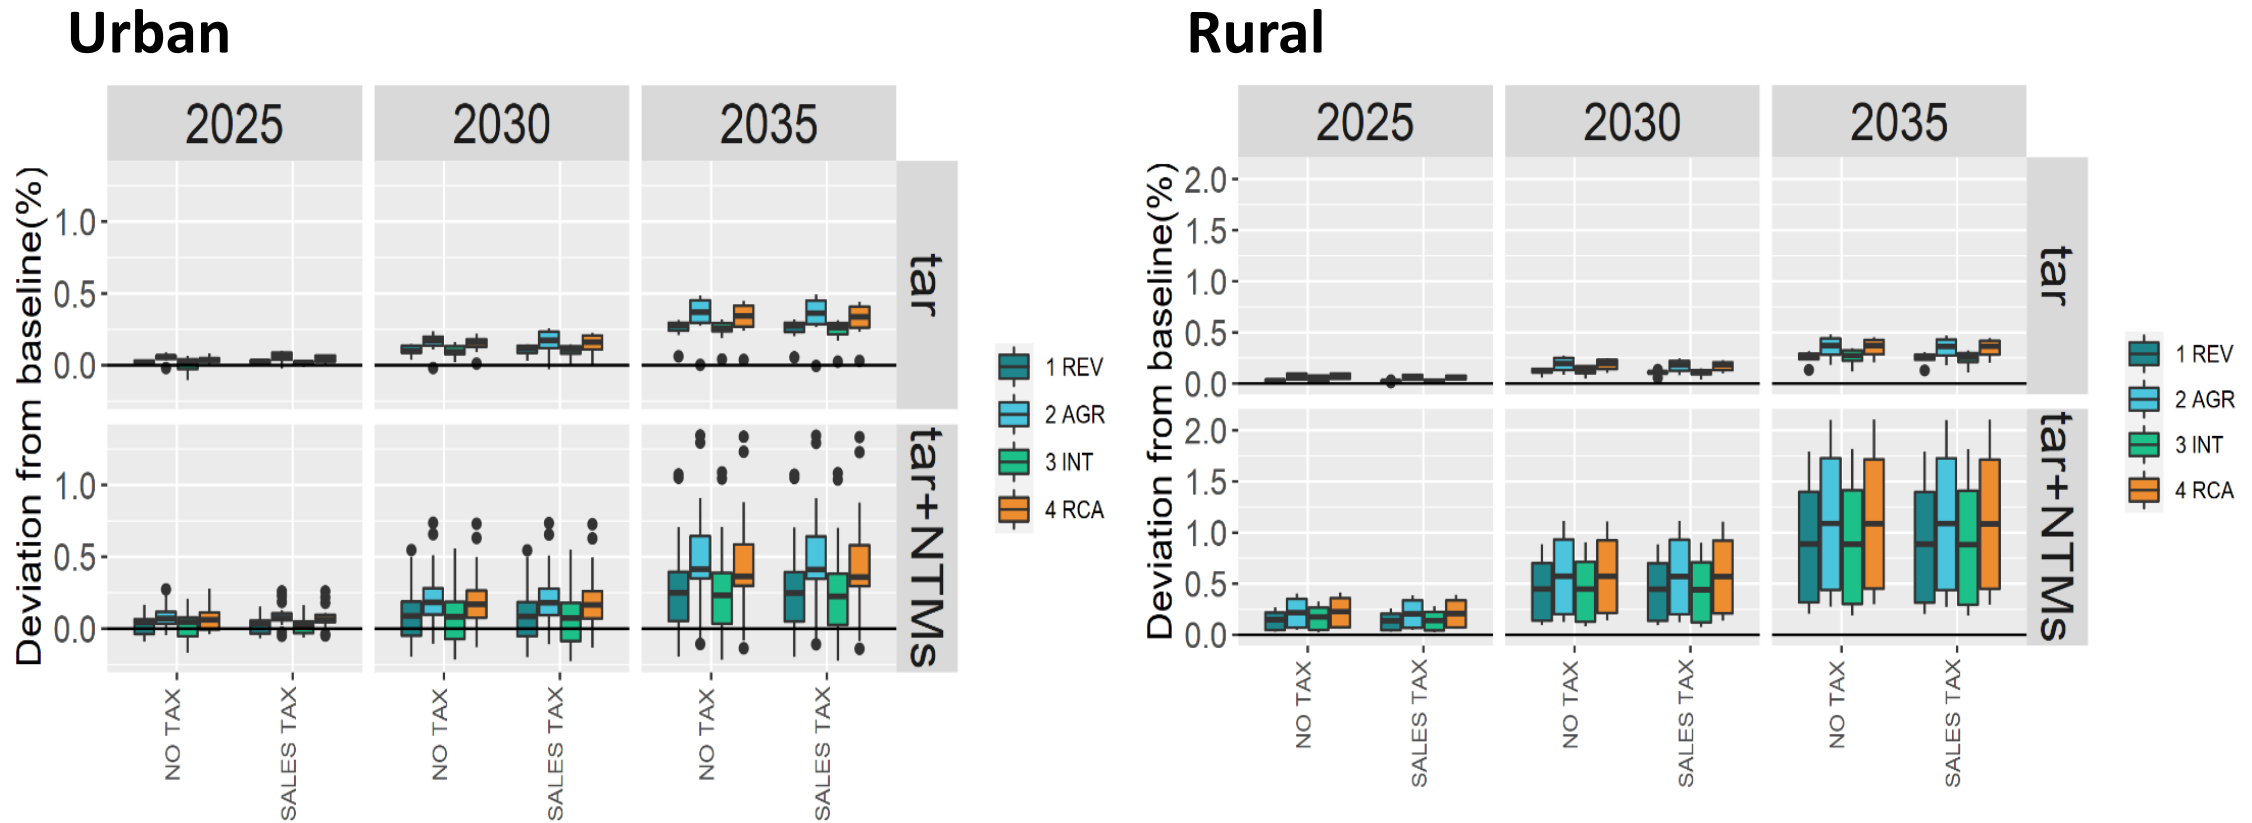 Urban
2025 2030 2035
Deviation from baseline(%)
1.0
0.5
0.0
tar
1.0
0.5
0.0
tar+NTMs
NO TAX SALES TAX NO TAX SALES TAX NO TAX SALES TAX
1 REV
2 AGR
3 INT
4 RCA
Rural
2025 2030 2035
Deviation from baseline(%)
2.0
1.5
1.0
0.5
0.0
tar
2.0
1.5
1.0
0.5
0.0
tar+NTMs
NO TAX SALES TAX NO TAX SALES TAX NO TAX SALES TAX
1 REV
2 AGR
3 INT
4 RCA